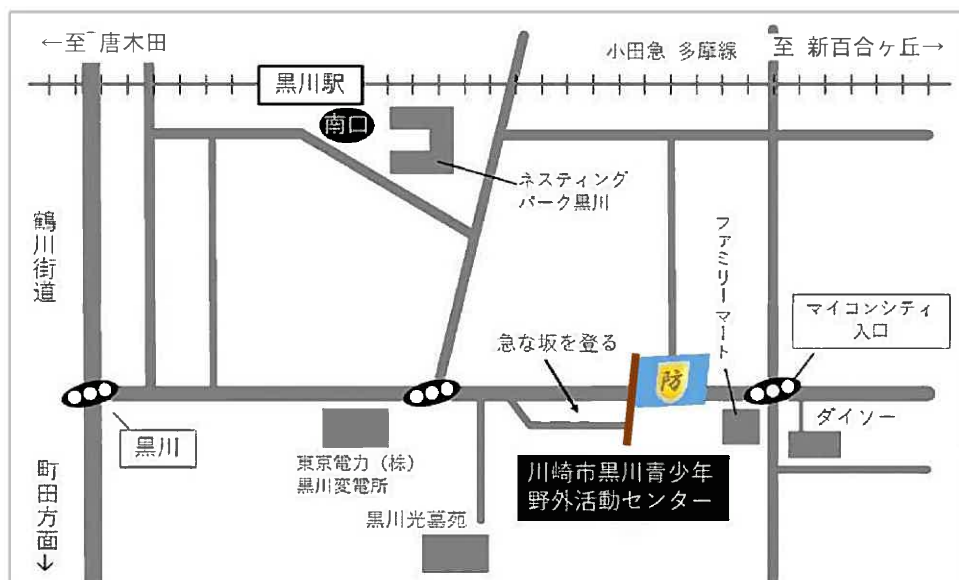 ←至 唐木田
小田急 多摩線
至 新百合ヶ丘→
黒川駅
南口
ネスティング
パーク黒川
鶴川街道
ファミリーマート
マイコンシティ
入口
急な坂を登る
防
黒川
ダイソー
東京電力（株）
黒川変電所
川崎市黒川青少年
野外活動センター
黒川光墓苑
町田方面↓